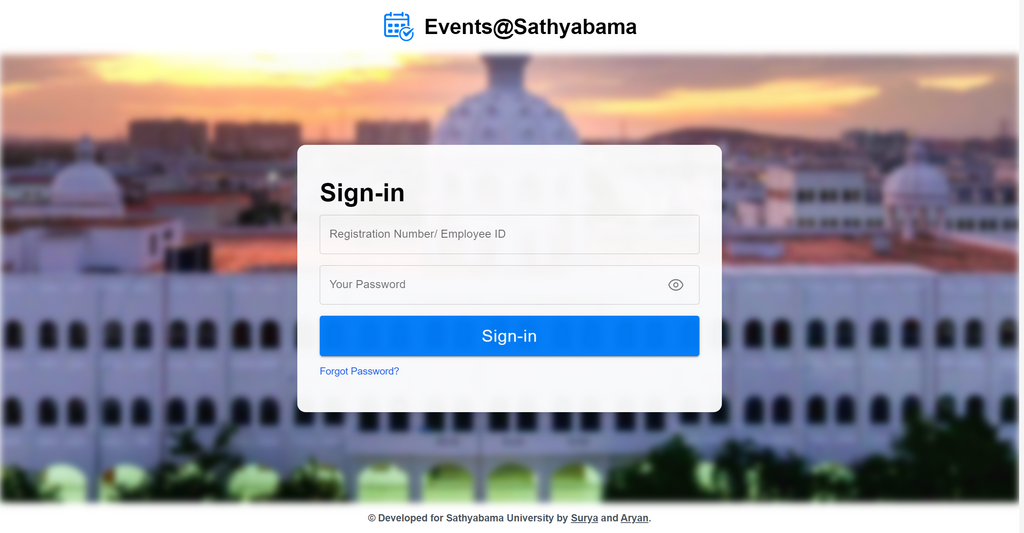 Events@Sathyabama
Sign-in
Registration Number/ Employee ID
Your Password
Sign-in
Forgot Password?
© Developed for Sathyabama University by Surya and Aryan.